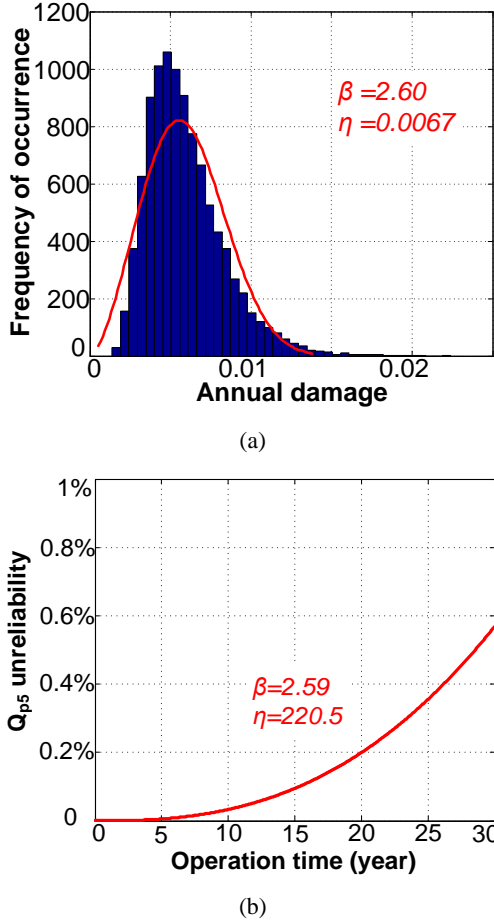 1200
1000
800
600
400
200
0
Frequency of occurrence
β =2.60
η =0.0067
0 0.01 0.02
Annual damage
(a)
1%
0.8%
0.6%
0.4%
0.2%
0
Qp5 unreliability
β=2.59
η=220.5
0 5 10 15 20 25 30
Operation time (year)
(b)